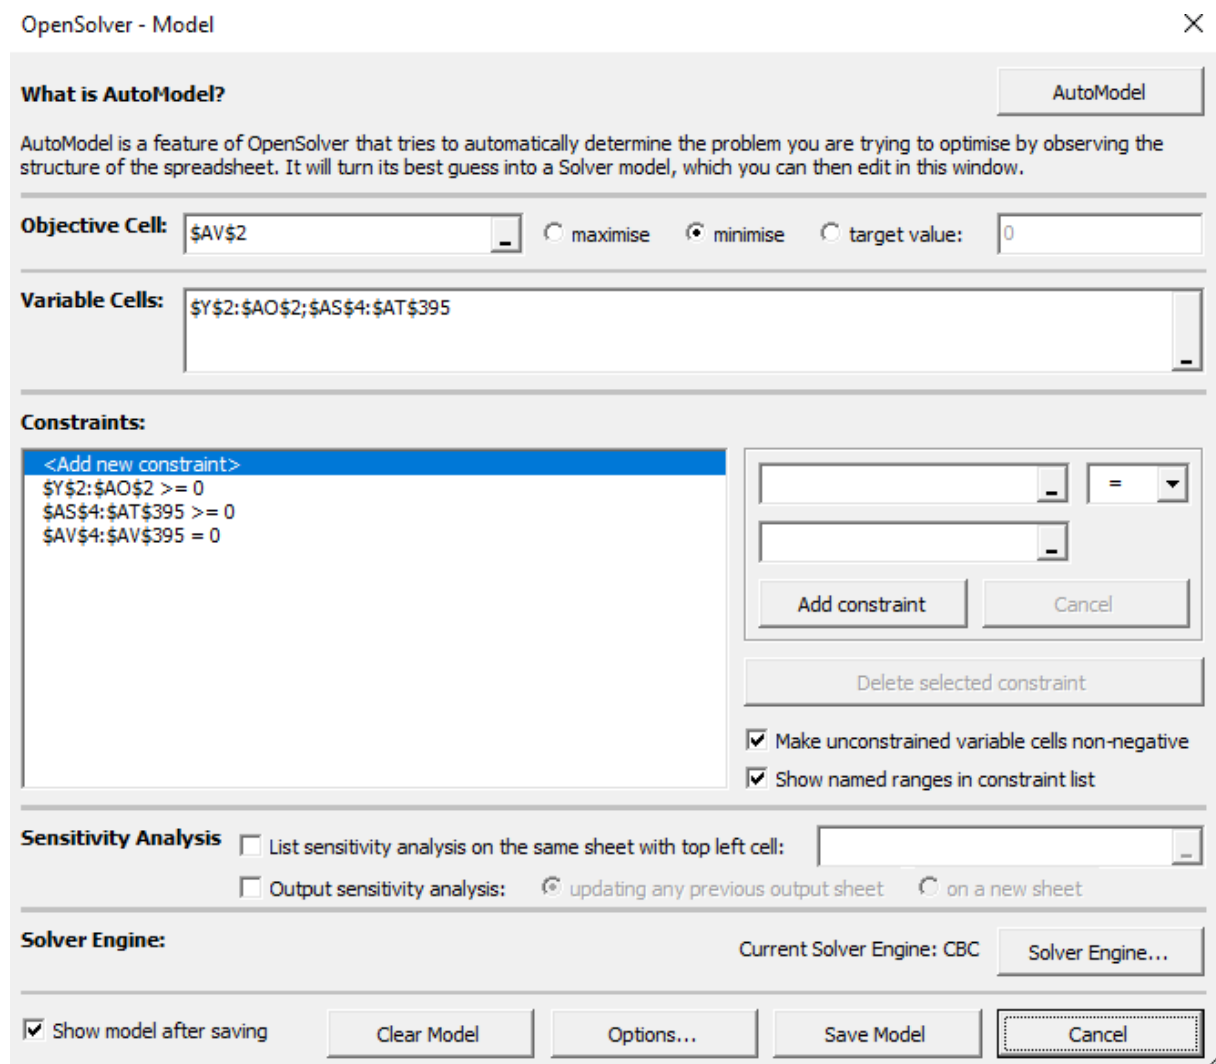 OpenSolver - Model
What is AutoModel?
AutoModel
AutoModel is a feature of OpenSolver that tries to automatically determine the problem you are trying to optimise by observing the
structure of the spreadsheet. It will turn its best guess into a Solver model, which you can then edit in this window.
Objective Cell: $AV$2 _ maximise minimise target value: 0
Variable Cells: $Y$2:$AO$2;$AS$4:$AT$395 _
Constraints:
<Add new constraint>
$Y$2:$AO$2 >= 0
$AS$4:$AT$395 >= 0
$AV$4:$AV$395 = 0
_ =
_
Add constraint Cancel
Delete selected constraint
Make unconstrained variable cells non-negative
Show named ranges in constraint list
Sensitivity Analysis List sensitivity analysis on the same sheet with top left cell: _
Output sensitivity analysis: updating any previous output sheet on a new sheet
Solver Engine: Current Solver Engine: CBC Solver Engine...
Show model after saving Clear Model Options... Save Model Cancel